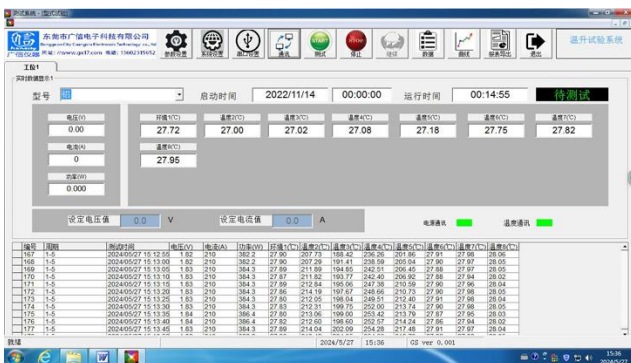 测试系统 - [型式试验]
东莞市广信电子科技有限公司
广信仪器
参数设置 系统设置 串口设置 通讯 测试 停止 继续 数据 曲线 报表导出 退出
温升试验系统
工位1
实时数据显示1
型号 启动时间 2022/11/14 00:00:00 运行时间 00:14:55 待测试
电压(V) 环境1(℃) 温度2(℃) 温度3(℃) 温度4(℃) 温度5(℃) 温度6(℃) 温度7(℃)
0.00 27.72 27.00 27.02 27.08 27.18 27.75 27.82
电流(A) 温度8(℃)
0 27.95
功率(W)
0.000
设定电压值 0.0 V 设定电流值 0.0 A 电源通讯 温度通讯
编号 周期 测试时间 电压(V) 电流(A) 功率(W) 环境1(℃) 温度2(℃) 温度3(℃) 温度4(℃) 温度5(℃) 温度6(℃) 温度7(℃) 温度8(℃)
167 1-5 2024/05/27 15:12:55 1.82 210 382.2 27.90 207.73 188.42 236.26 201.86 27.91 27.98 28.06
168 1-5 2024/05/27 15:13:00 1.82 210 382.2 27.90 207.29 191.41 238.59 205.04 27.90 27.97 28.05
169 1-5 2024/05/27 15:13:05 1.83 210 384.3 27.89 211.89 194.65 242.51 206.45 27.88 27.94 28.04
170 1-5 2024/05/27 15:13:10 1.83 210 384.3 27.87 211.82 193.77 242.40 206.92 27.88 27.94 28.02
171 1-5 2024/05/27 15:13:15 1.83 210 384.3 27.89 212.84 195.06 247.38 210.59 27.90 27.96 28.04
172 1-5 2024/05/27 15:13:20 1.83 210 384.3 27.86 214.19 197.67 248.66 210.73 27.90 27.96 28.05
173 1-5 2024/05/27 15:13:25 1.83 210 384.3 27.80 212.05 198.04 249.51 212.40 27.91 27.98 28.04
174 1-5 2024/05/27 15:13:30 1.83 210 384.3 27.83 212.31 199.75 252.00 213.74 27.90 27.98 28.05
175 1-5 2024/05/27 15:13:35 1.84 210 386.4 27.80 213.06 199.00 253.42 213.79 27.87 27.95 28.03
176 1-5 2024/05/27 15:13:40 1.84 210 386.4 27.82 212.60 198.60 252.57 214.24 27.86 27.94 28.02
177 1-5 2024/05/27 15:13:45 1.83 210 384.3 27.89 214.04 202.09 254.28 217.48 27.91 27.97
就绪 2024/5/27 15:36 GS ver 0.001
15:36
2024/5/27